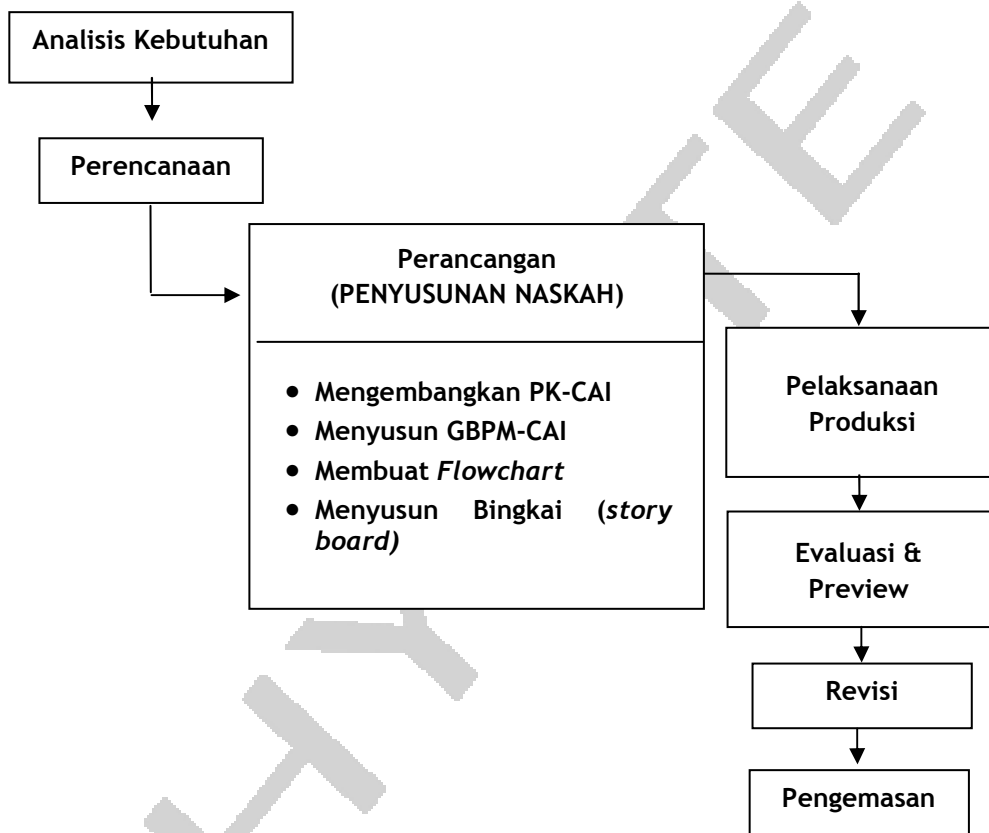 Analisis Kebutuhan
Perencanaan
Perancangan
(PENYUSUNAN NASKAH)
• Mengembangkan PK-CAI
• Menyusun GBPM-CAI
• Membuat Flowchart
• Menyusun Bingkai (story
board)
Pelaksanaan
Produksi
Evaluasi &
Preview
Revisi
Pengemasan